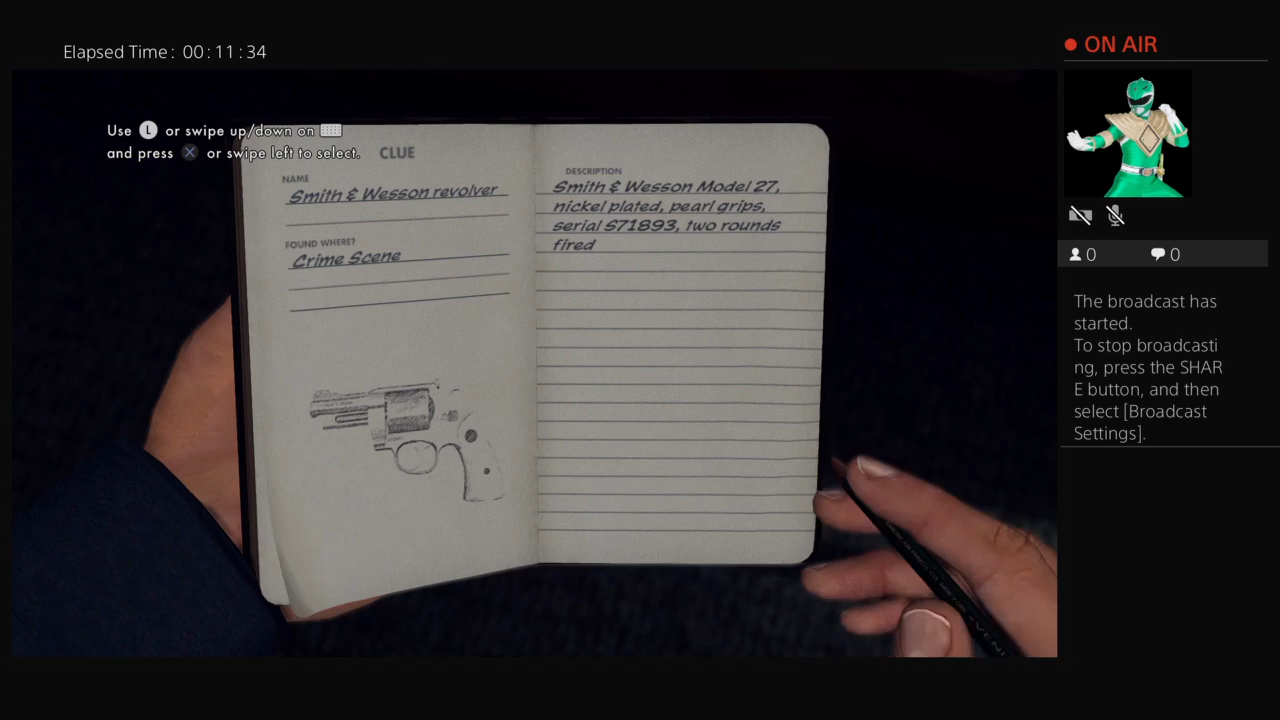 Elapsed Time: 00:11:34
ON AIR
Use L or swipe up/down on
and press X or swipe left to select.
CLUE
NAME
Smith & Wesson revolver
FOUND WHERE?
Crime Scene
DESCRIPTION
Smith & Wesson Model 27,
nickel plated, pearl grips,
serial S71893, two rounds
fired
0
0
The broadcast has
started.
To stop broadcasti
ng, press the SHAR
E button, and then
select [Broadcast
Settings].